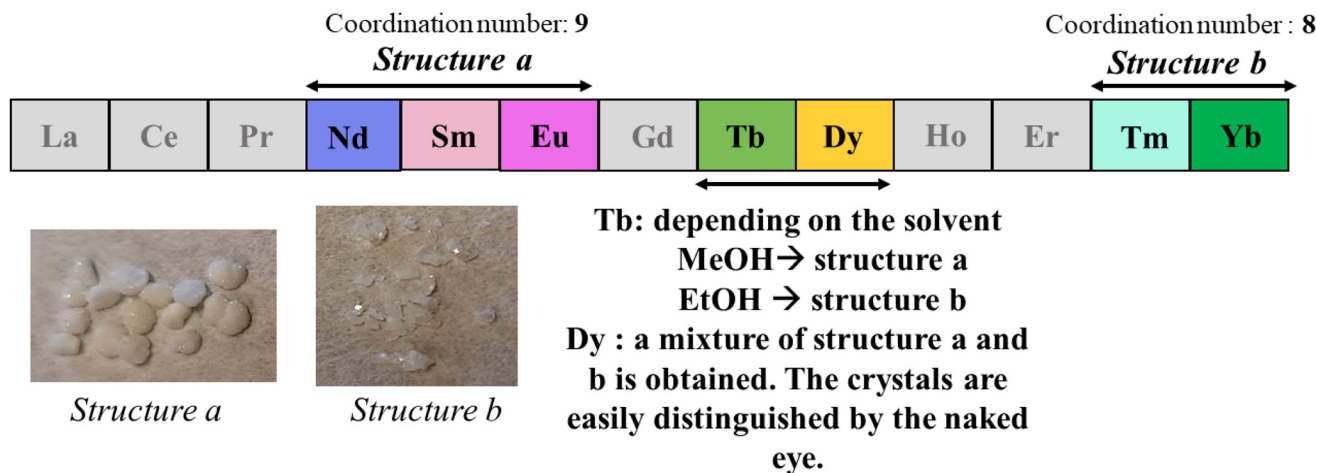 Coordination number: 9
Structure a
Coordination number : 8
Structure b
La Ce Pr Nd Sm Eu Gd Tb Dy Ho Er Tm Yb
Tb: depending on the solvent
MeOH→ structure a
EtOH → structure b
Dy : a mixture of structure a and
b is obtained. The crystals are
easily distinguished by the naked
eye.
Structure a
Structure b